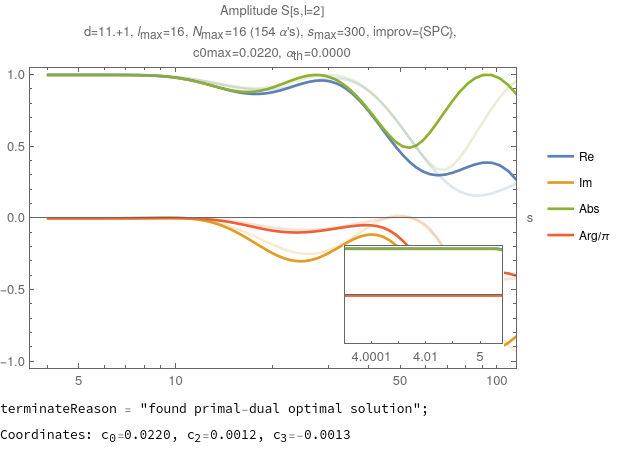 Amplitude S[s,l=2]
d=11.+1, lmax=16, Nmax=16 (154 α's), smax=300, improv={SPC},
c0max=0.0220, αth=0.0000
1.0
0.5
0.0
-0.5
-1.0
5
10
50
100
s
4.0001
4.01
5
Re
Im
Abs
Arg/π
terminateReason = "found primal-dual optimal solution";
Coordinates: c0=0.0220, c2=0.0012, c3=-0.0013